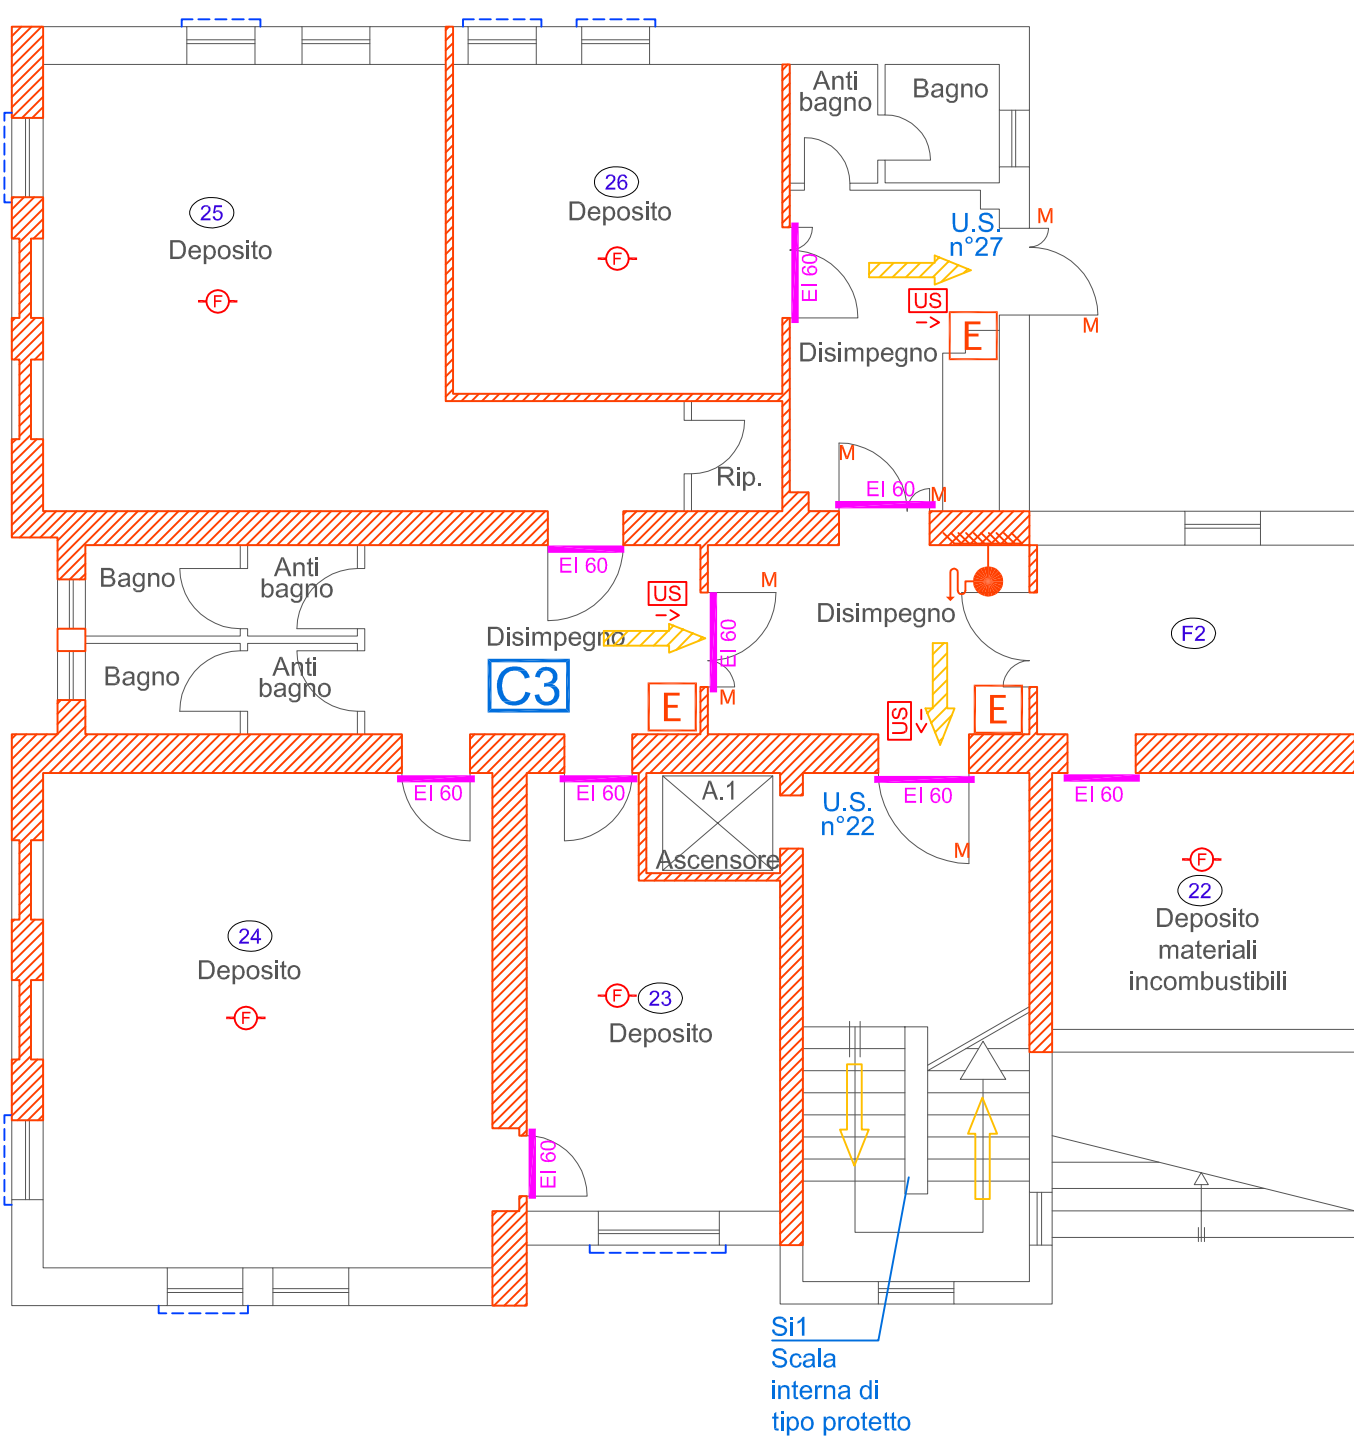 Anti
bagno
Bagno
26
Deposito
F
25
Deposito
F
U.S.
n°27
M
EI 60
US
->
E
M
Disimpegno
M
Rip.
EI 60
M
Bagno
Anti
bagno
EI 60
US
->
M
Disimpegno
Disimpegno
EI 60
F2
Bagno
Anti
bagno
C3
E
M
US
->
E
EI 60
EI 60
A.1
Ascensore
U.S.
n°22
EI 60
M
EI 60
F
22
Deposito
materiali
incombustibili
24
Deposito
F
F
23
Deposito
EI 60
Si1
Scala
interna di
tipo protetto